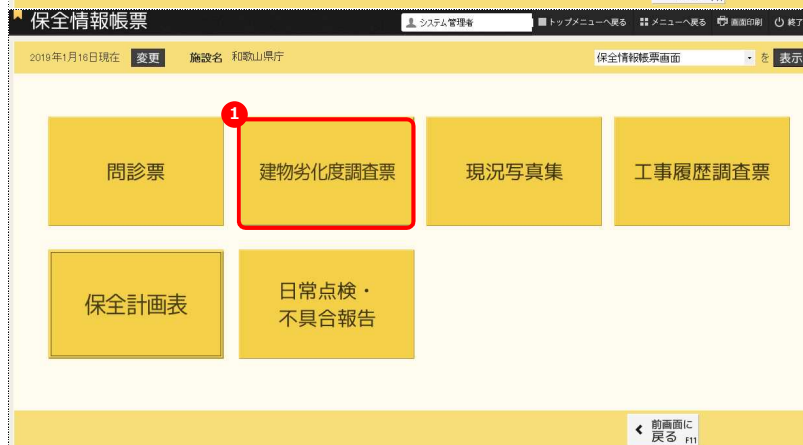 保全情報帳票 システム管理者 トップメニューへ戻る メニューへ戻る 画面印刷 終了
2019年1月16日現在 変更 施設名 和歌山県庁 保全情報帳票画面 を 表示
1
問診票 建物劣化度調査票 現況写真集 工事履歴調査票
保全計画表 日常点検・
不具合報告
前画面に
戻る F11